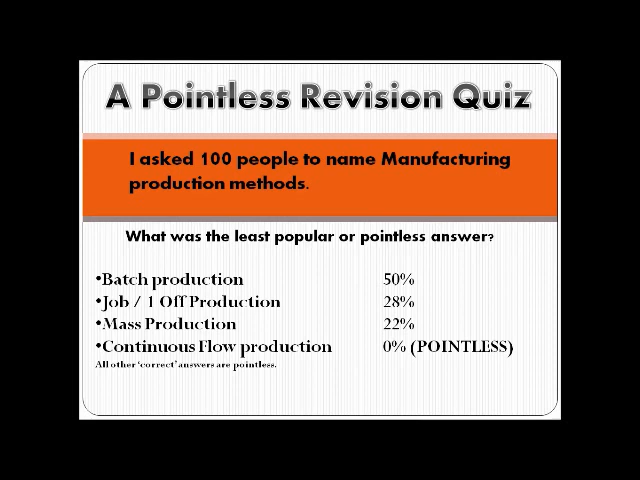 A Pointless Revision Quiz
I asked 100 people to name Manufacturing
production methods.
What was the least popular or pointless answer?
•Batch production 50%
•Job / 1 Off Production 28%
•Mass Production 22%
•Continuous Flow production 0% (POINTLESS)
All other 'correct' answers are pointless.